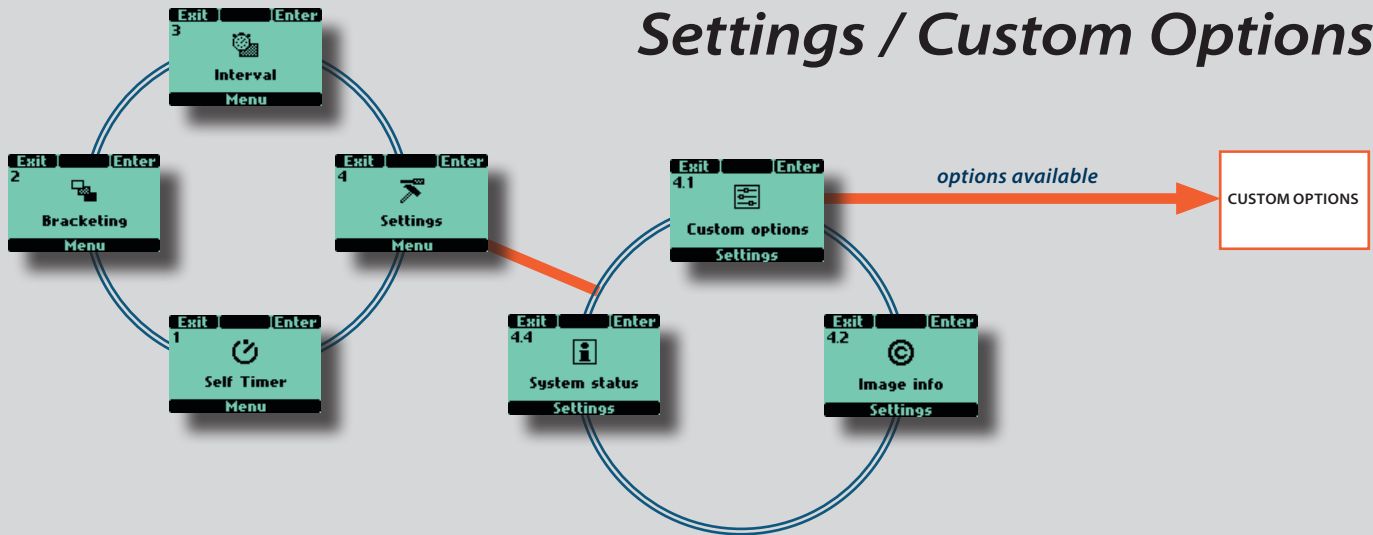 Settings / Custom Options
Exit Enter
3
Interval
Menu
Exit Enter
2
Bracketing
Menu
Exit Enter
4
Settings
Menu
Exit Enter
1
Self Timer
Menu
Exit Enter
4.1
Custom options
Settings
options available
CUSTOM OPTIONS
Exit Enter
4.4
System status
Settings
Exit Enter
4.2
©
Image info
Settings